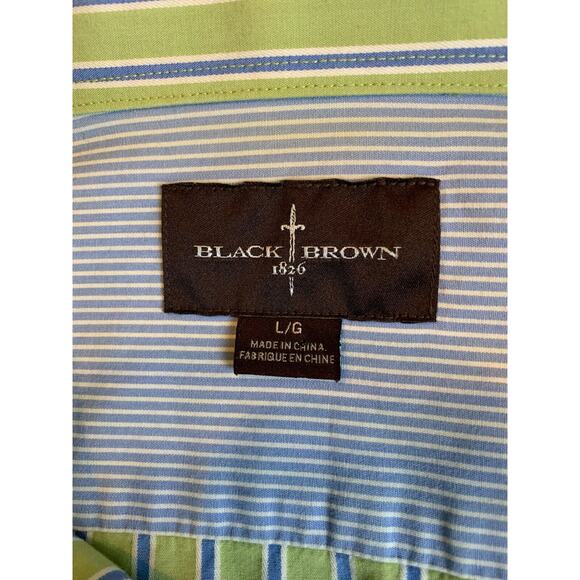 BLACK BROWN
1826
L/G
MADE IN CHINA.
FABRIQUE EN CHINE